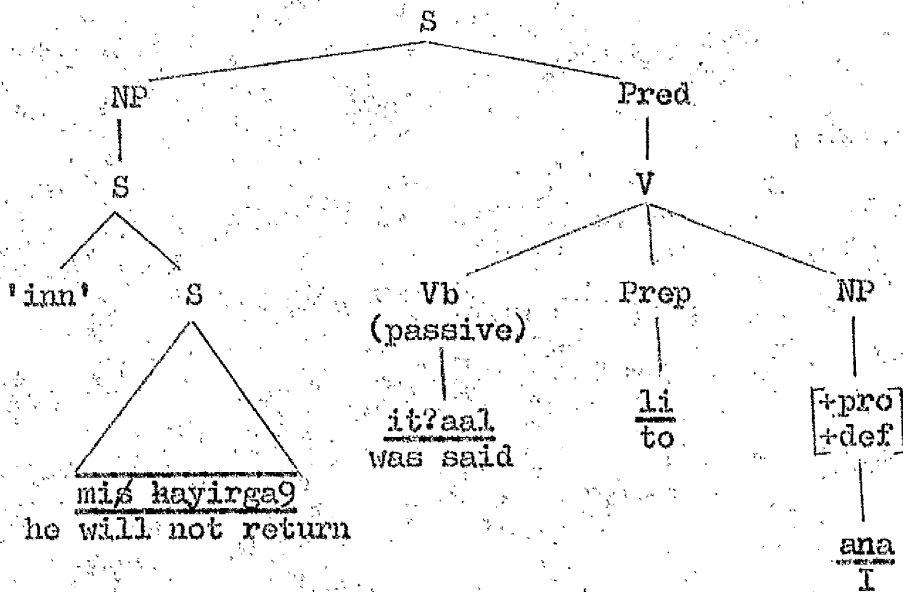 S
NP Pred
S V
'inn' S Vb Prep NP
(passive)
it?aal li [+pro
was said to +def]
miš hayirga9
he will not return
ana
I